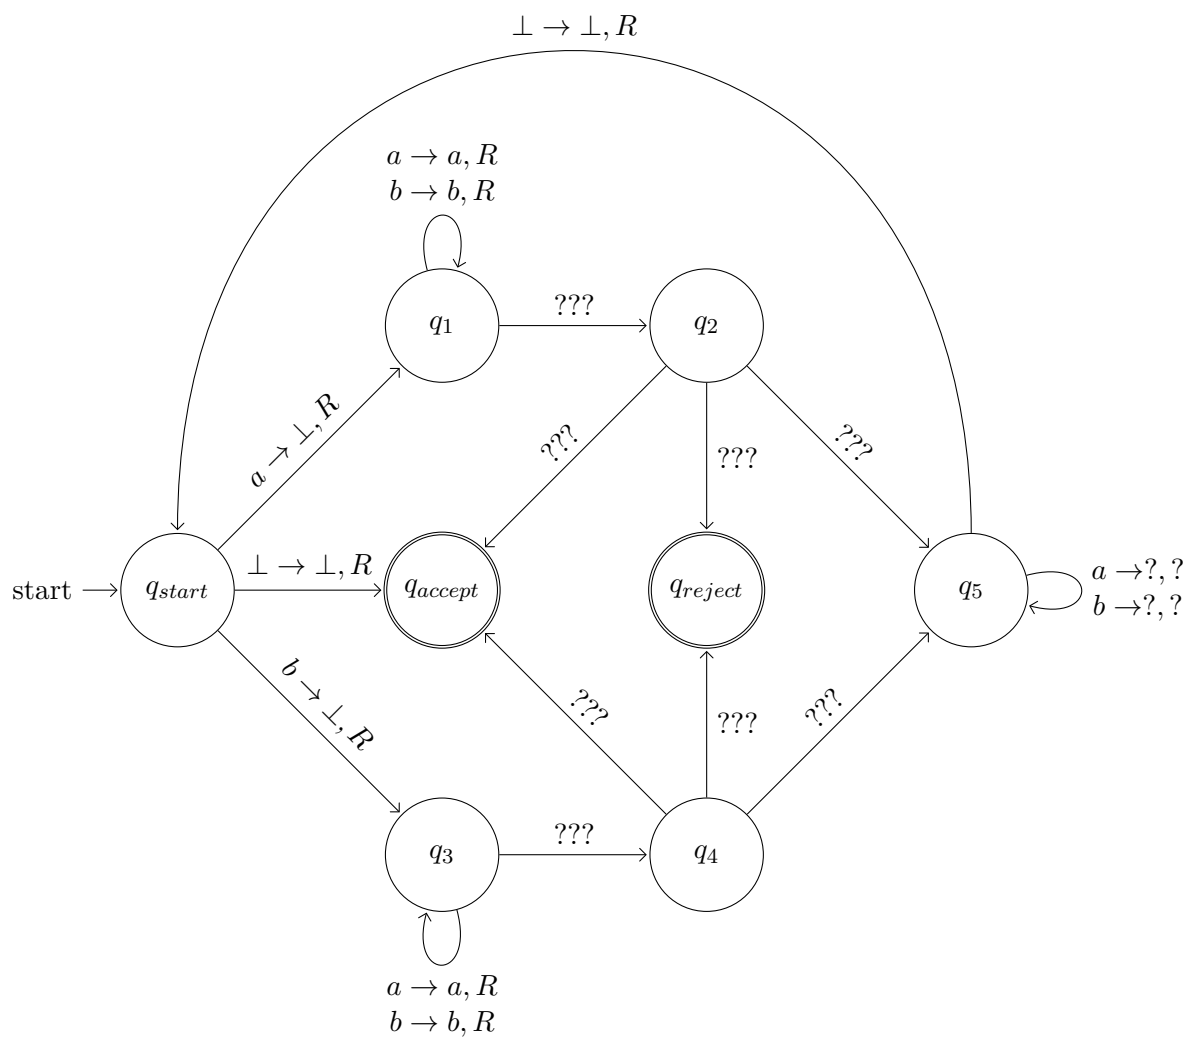 ⊥ → ⊥, R
a → a, R
b → b, R
q1
???
q2
a → ⊥, R
???
???
???
start
qstart
⊥ → ⊥, R
qaccept
qreject
q5
a →?, ?
b →?, ?
b → ⊥, R
???
???
???
q3
???
q4
a → a, R
b → b, R